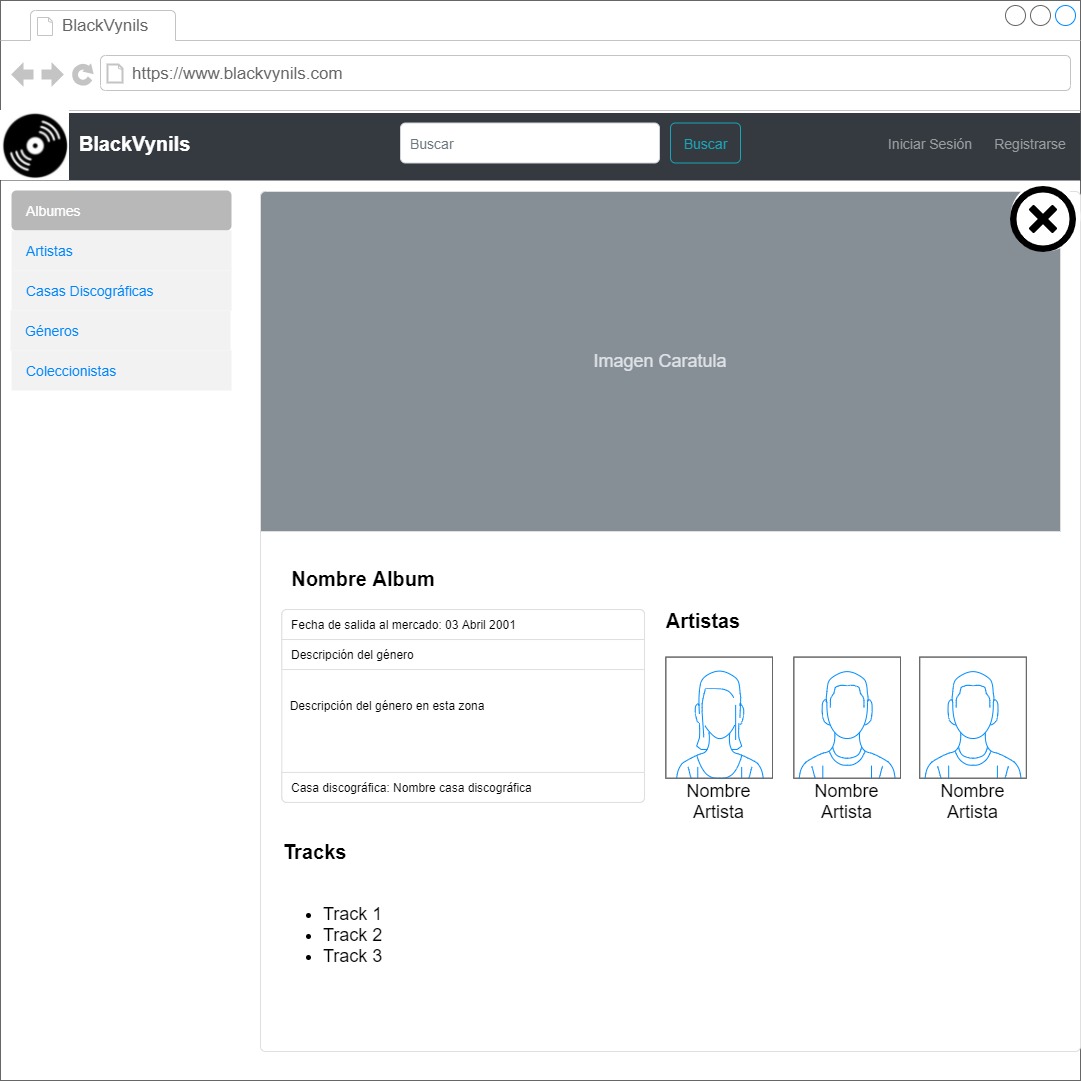 BlackVynils
https://www.blackvynils.com
BlackVynils
Buscar
Buscar
Iniciar Sesión
Registrarse
Albumes
Artistas
Casas Discográficas
Géneros
Coleccionistas
Imagen Caratula
Nombre Album
Fecha de salida al mercado: 03 Abril 2001
Descripción del género
Descripción del género en esta zona
Casa discográfica: Nombre casa discográfica
Artistas
Nombre
Artista
Nombre
Artista
Nombre
Artista
Tracks
Track 1
Track 2
Track 3